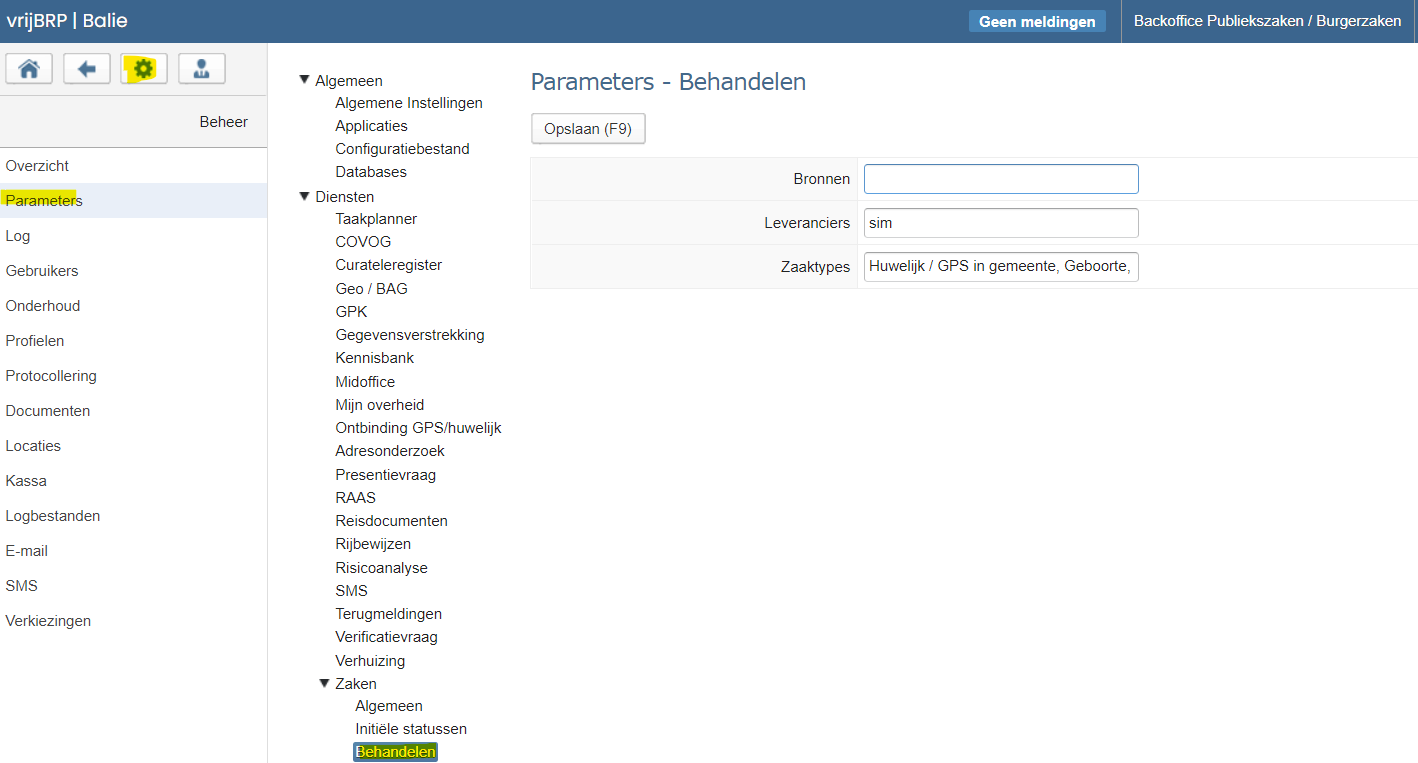 vrijBRP | Balie
Geen meldingen
Backoffice Publiekszaken / Burgerzaken
Beheer
Overzicht
Parameters
Log
Gebruikers
Onderhoud
Profielen
Protocollering
Documenten
Locaties
Kassa
Logbestanden
E-mail
SMS
Verkiezingen
Algemeen
Algemene Instellingen
Applicaties
Configuratiebestand
Databases
Diensten
Taakplanner
COVOG
Curateleregister
Geo / BAG
GPK
Gegevensverstrekking
Kennisbank
Midoffice
Mijn overheid
Ontbinding GPS/huwelijk
Adresonderzoek
Presentievraag
RAAS
Reisdocumenten
Rijbewijzen
Risicoanalyse
SMS
Terugmeldingen
Verificatievraag
Verhuizing
Zaken
Algemeen
Initiële statussen
Behandelen
Parameters - Behandelen
Opslaan (F9)
Bronnen
Leveranciers sim
Zaaktypes Huwelijk / GPS in gemeente, Geboorte,